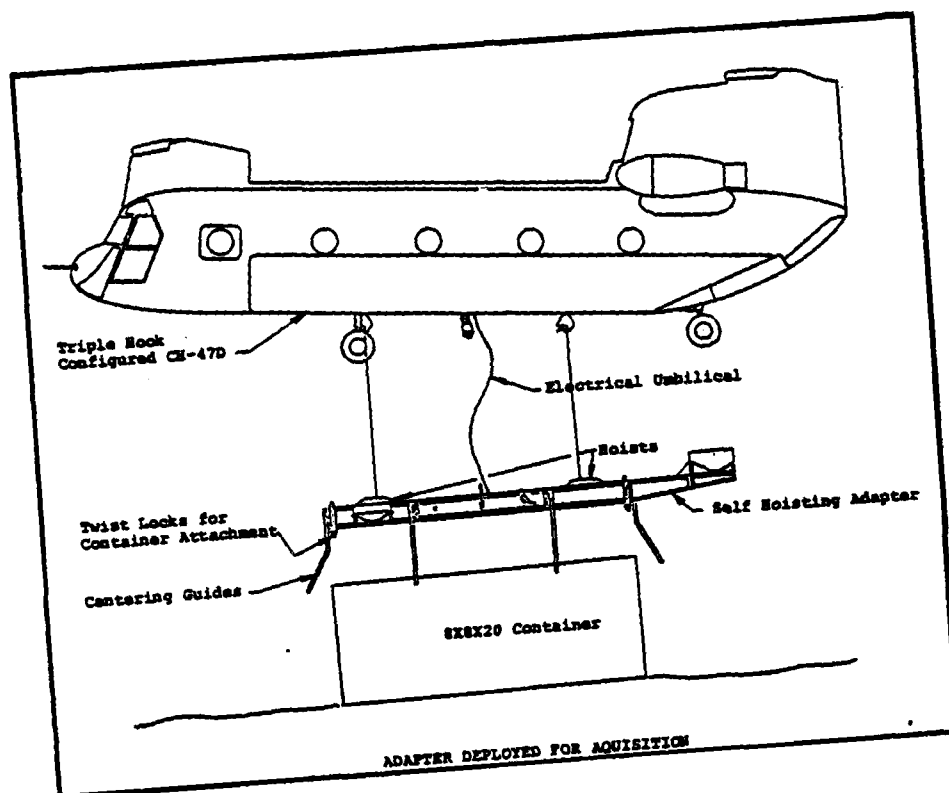 Triple Hook
Configured CH-47D
Electrical Umbilical
Hoists
Self Hoisting Adapter
Twist Locks for
Container Attachment
Centering Guides
8X8X20 Container
ADAPTER DEPLOYED FOR AQUISITION